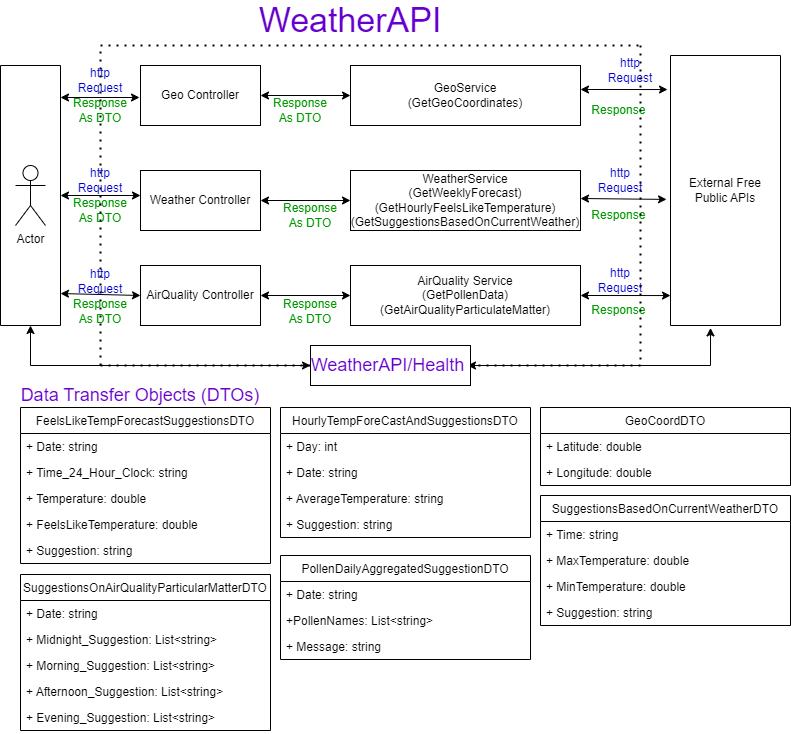 WeatherAPI
http
Request
Response
As DTO
Geo Controller
Response
As DTO
GeoService
(GetGeoCoordinates)
http
Request
Response
http
Request
Response
As DTO
Weather Controller
Response
As DTO
WeatherService
(GetWeeklyForecast)
(GetHourlyFeelsLikeTemperature)
(GetSuggestionsBasedOnCurrentWeather)
http
Request
Response
External Free
Public APIs
Actor
http
Request
Response
As DTO
AirQuality Controller
Response
As DTO
AirQuality Service
(GetPollenData)
(GetAirQualityParticulateMatter)
http
Request
Response
WeatherAPI/Health
Data Transfer Objects (DTOs)
FeelsLikeTempForecastSuggestionsDTO
+ Date: string
+ Time_24_Hour_Clock: string
+ Temperature: double
+ FeelsLikeTemperature: double
+ Suggestion: string
HourlyTempForeCastAndSuggestionsDTO
+ Day: int
+ Date: string
+ AverageTemperature: string
+ Suggestion: string
GeoCoordDTO
+ Latitude: double
+ Longitude: double
SuggestionsBasedOnCurrentWeatherDTO
+ Time: string
+ MaxTemperature: double
+ MinTemperature: double
+ Suggestion: string
SuggestionsOnAirQualityParticularMatterDTO
+ Date: string
+ Midnight_Suggestion: List<string>
+ Morning_Suggestion: List<string>
+ Afternoon_Suggestion: List<string>
+ Evening_Suggestion: List<string>
PollenDailyAggregatedSuggestionDTO
+ Date: string
+PollenNames: List<string>
+ Message: string